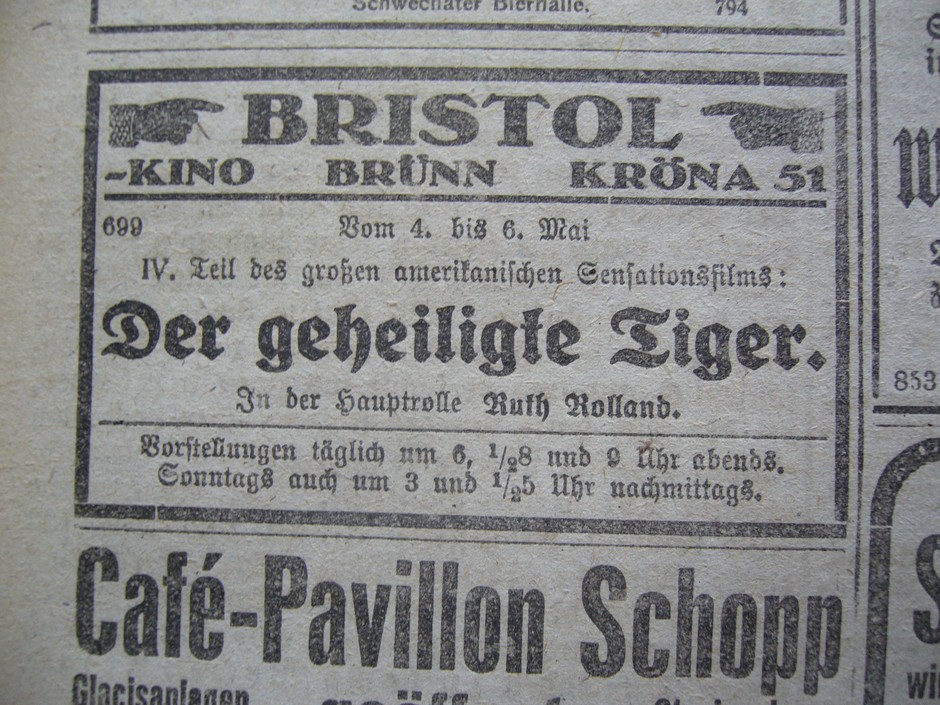 Schwechater Bierhalle. 794
BRISTOL
-KINO BRÜNN KRÖNA 51
699 Vom 4. bis 6. Mai
IV. Teil des großen amerikanischen Sensationsfilms:
Der geheiligte Tiger.
In der Hauptrolle Ruth Rolland.
Vorstellungen täglich um 6, 1/28 und 9 Uhr abends.
Sonntags auch um 3 und 1/25 Uhr nachmittags.
Café-Pavillon Schopp
Glacisanlagen
853